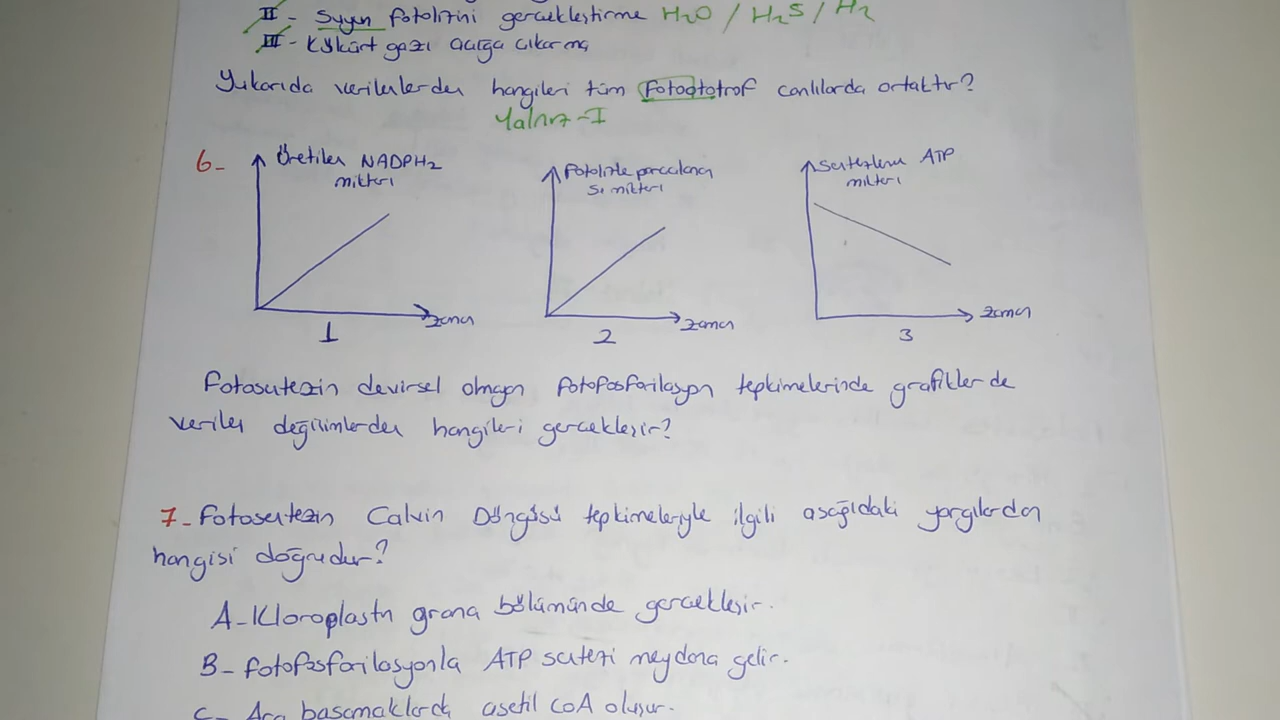 II - Suyun fotolizini gerçekleştirme H2O / H2S / H2
III - Kükürt gazı açığa çıkarma
Yukarıda verilenlerden hangileri tüm fotoototrof canlılarda ortaktır?
Yalnız - I
6- Üretilen NADPH2 miktarı
Fotolizle parçalanan su miktarı
Sentezlenen ATP miktarı
zaman
zaman
zaman
1
2
3
Fotosentezin devirsel olmayan fotofosforilasyon tepkimelerinde grafiklerde
verilen değişimlerden hangileri gerçekleşir?
7- Fotosentezin Calvin Döngüsü tepkimeleriyle ilgili aşağıdaki yargılardan
hangisi doğrudur?
A- Kloroplastın grana bölümünde gerçekleşir.
B- fotofosforilasyonla ATP sentezi meydana gelir.
C- Ara basamaklarda asetil CoA oluşur.